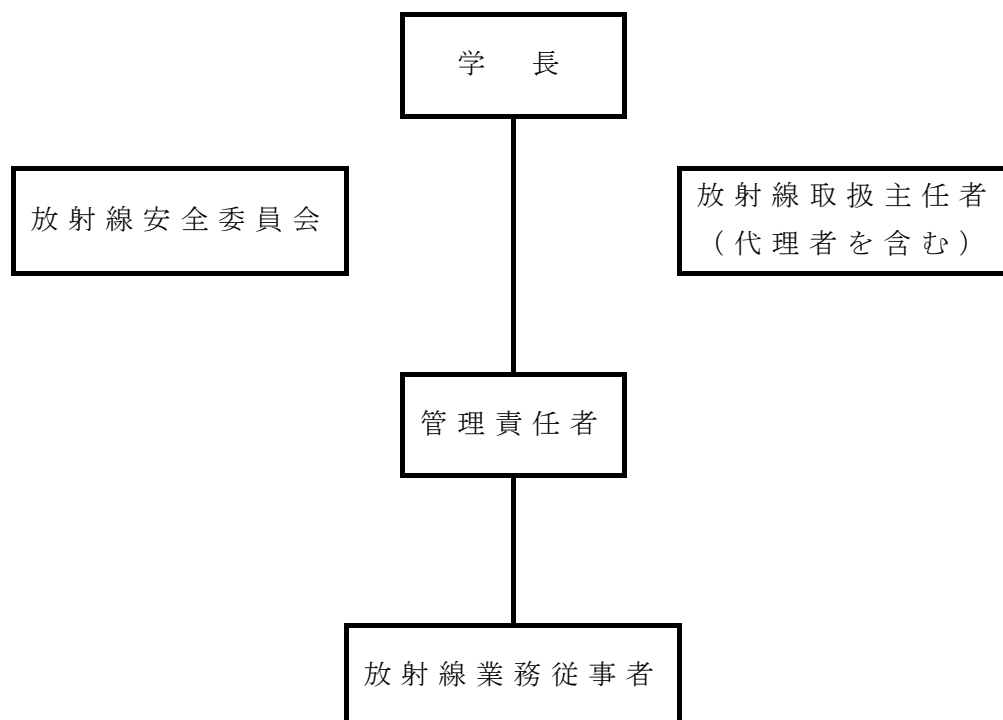 学 長
放射線安全委員会
放射線取扱主任者
（代理者を含む）
管理責任者
放射線業務従事者